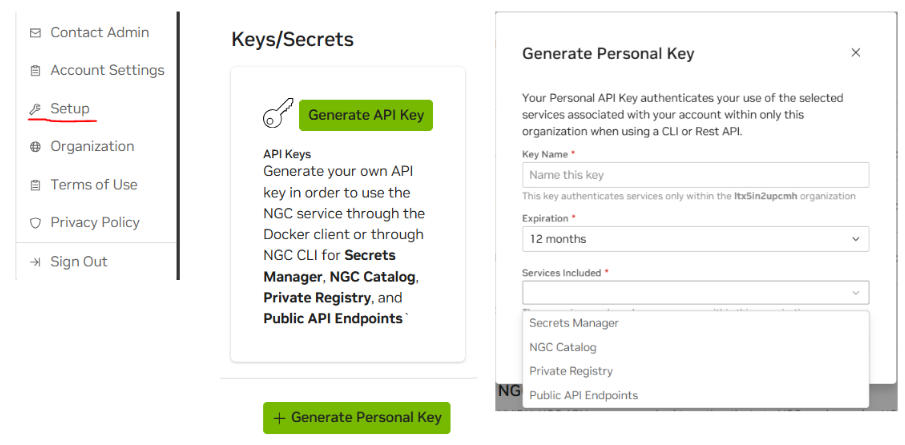 Contact Admin
Account Settings
Setup
Organization
Terms of Use
Privacy Policy
Sign Out
Keys/Secrets
Generate API Key
API Keys
Generate your own API
key in order to use the
NGC service through the
Docker client or through
NGC CLI for Secrets
Manager, NGC Catalog,
Private Registry, and
Public API Endpoints`
+ Generate Personal Key
Generate Personal Key
Your Personal API Key authenticates your use of the selected
services associated with your account within only this
organization when using a CLI or Rest API.
Key Name *
Name this key
This key authenticates services only within the ltx5in2upcmh organization
Expiration *
12 months
Services Included *
Secrets Manager
NGC Catalog
Private Registry
Public API Endpoints
NG